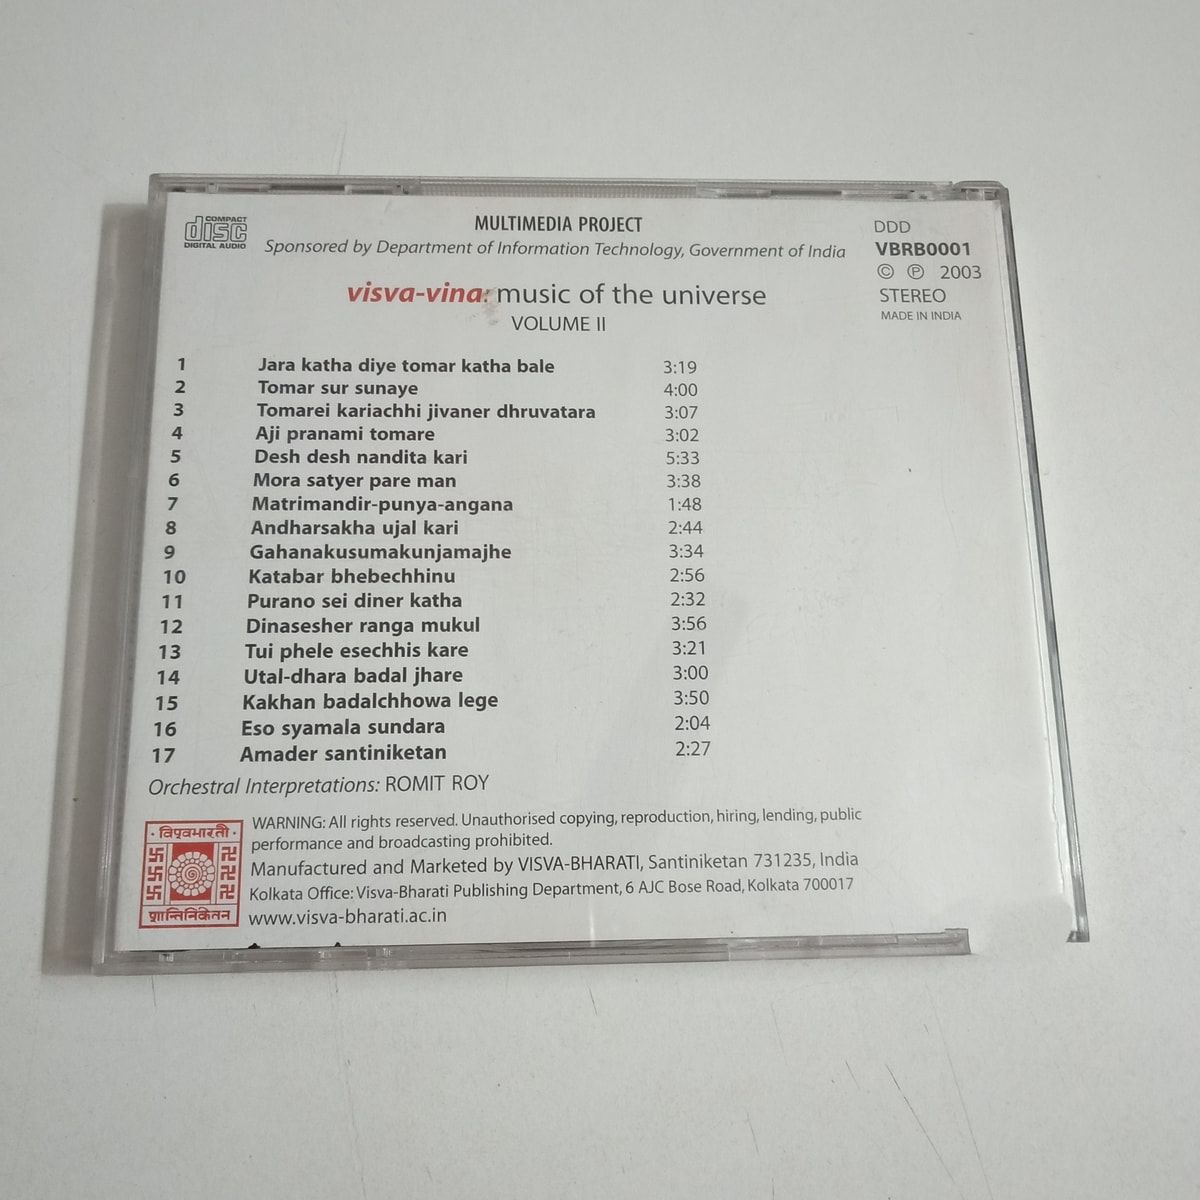 COMPACT
disc
DIGITAL AUDIO
MULTIMEDIA PROJECT
Sponsored by Department of Information Technology, Government of India
DDD
VBRB0001
© ℗ 2003
STEREO
MADE IN INDIA
visva-vina: music of the universe
VOLUME II
1 Jara katha diye tomar katha bale 3:19
2 Tomar sur sunaye 4:00
3 Tomarei kariachhi jivaner dhruvatara 3:07
4 Aji pranami tomare 3:02
5 Desh desh nandita kari 5:33
6 Mora satyer pare man 3:38
7 Matrimandir-punya-angana 1:48
8 Andharsakha ujal kari 2:44
9 Gahanakusumakunjamajhe 3:34
10 Katabar bhebechhinu 2:56
11 Purano sei diner katha 2:32
12 Dinasesher ranga mukul 3:56
13 Tui phele esechhis kare 3:21
14 Utal-dhara badal jhare 3:00
15 Kakhan badalchhowa lege 3:50
16 Eso syamala sundara 2:04
17 Amader santiniketan 2:27
Orchestral Interpretations: ROMIT ROY
WARNING: All rights reserved. Unauthorised copying, reproduction, hiring, lending, public
performance and broadcasting prohibited.
Manufactured and Marketed by VISVA-BHARATI, Santiniketan 731235, India
Kolkata Office: Visva-Bharati Publishing Department, 6 AJC Bose Road, Kolkata 700017
www.visva-bharati.ac.in
विश्वभारती
शान्तिनिकेतन